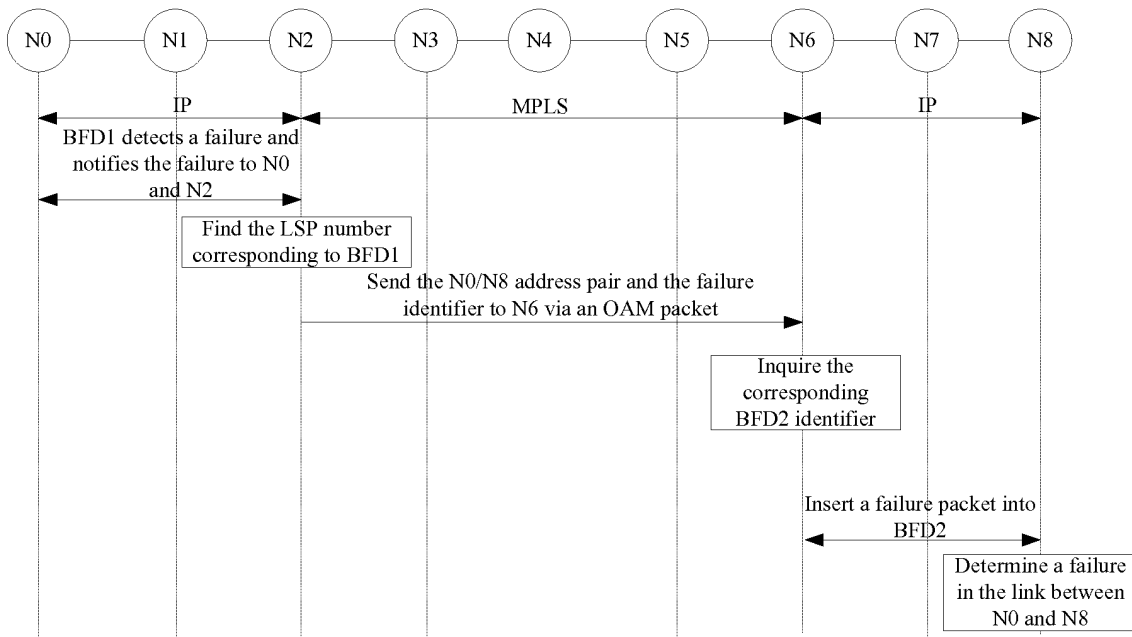 N0 N1 N2 N3 N4 N5 N6 N7 N8
IP MPLS IP
BFD1 detects a failure and
notifies the failure to N0
and N2
Find the LSP number
corresponding to BFD1
Send the N0/N8 address pair and the failure
identifier to N6 via an OAM packet
Inquire the
corresponding
BFD2 identifier
Insert a failure packet into
BFD2
Determine a failure
in the link between
N0 and N8